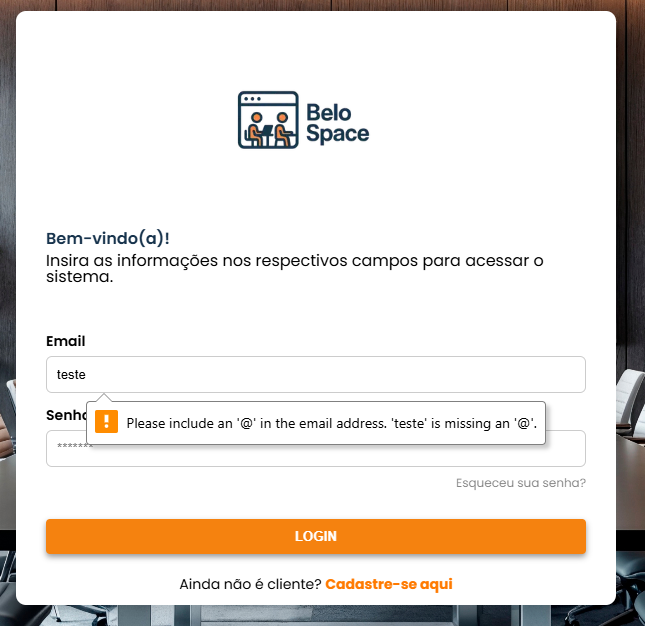 Belo
Space
Bem-vindo(a)!
Insira as informações nos respectivos campos para acessar o
sistema.
Email
teste
Senha
Please include an '@' in the email address. 'teste' is missing an '@'.
*******
Esqueceu sua senha?
LOGIN
Ainda não é cliente? Cadastre-se aqui